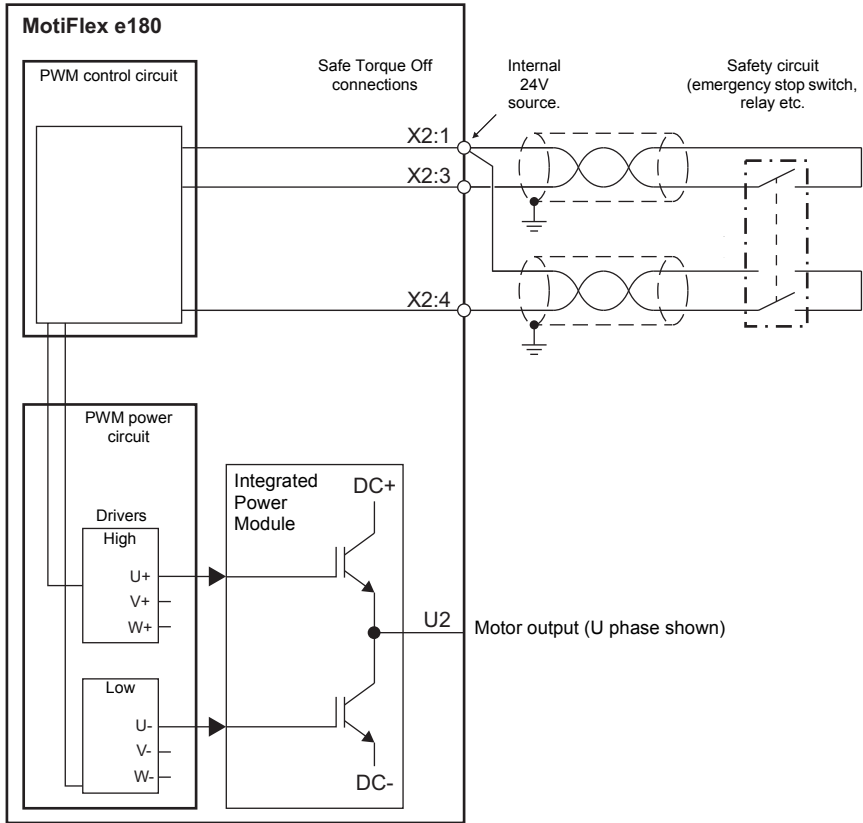 MotiFlex e180
PWM control circuit
Safe Torque Off
connections
Internal
24V
source.
Safety circuit
(emergency stop switch,
relay etc.
X2:1
X2:3
X2:4
PWM power
circuit
Drivers
High
U+
V+
W+
Low
U-
V-
W-
Integrated
Power
Module
DC+
DC-
U2
Motor output (U phase shown)